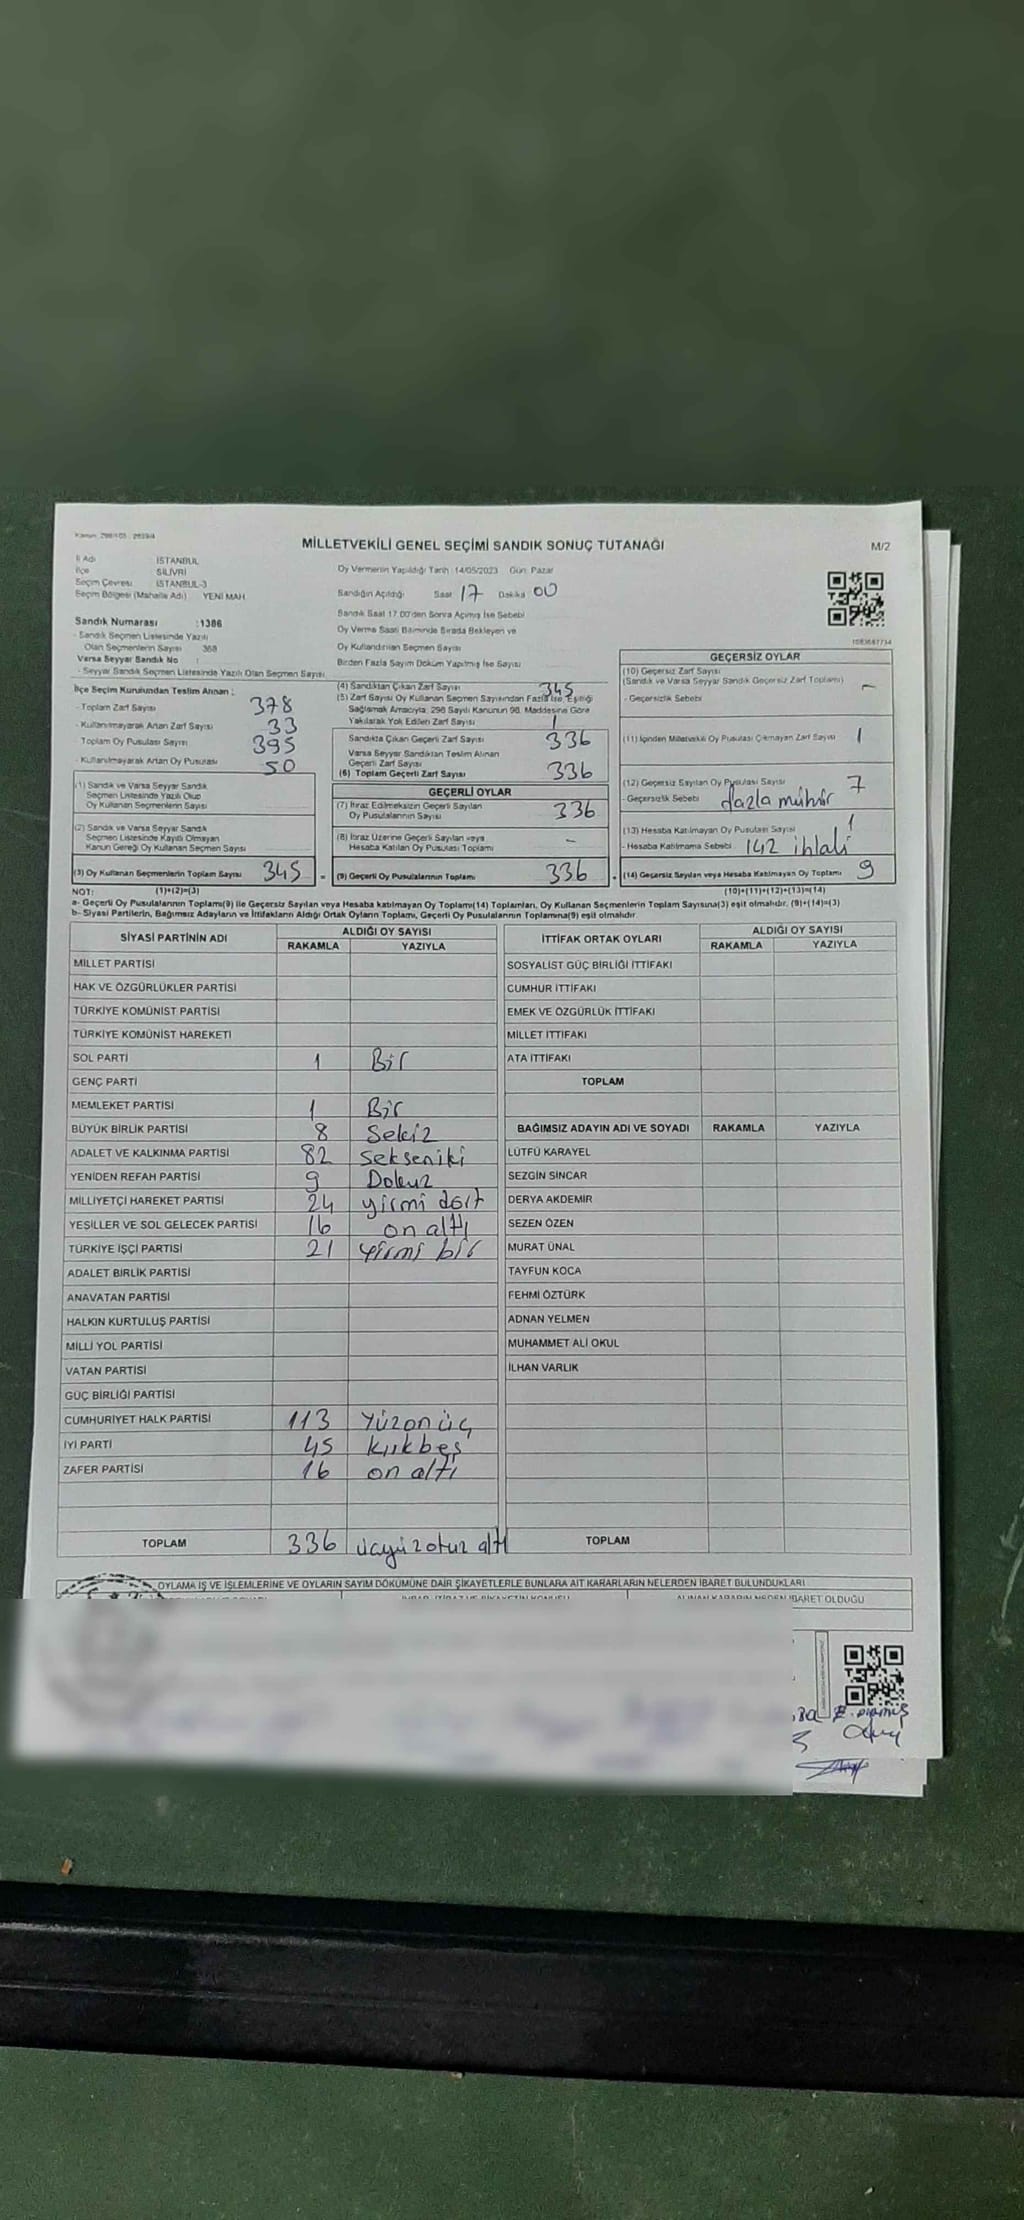 Kanun: 298/105 - 2839/4
MİLLETVEKİLİ GENEL SEÇİMİ SANDIK SONUÇ TUTANAĞI
M/2
İl Adı İSTANBUL
İlçe SİLİVRİ
Seçim Çevresi İSTANBUL-3
Seçim Bölgesi (Mahalle Adı) YENİ MAH
Oy Vermenin Yapıldığı Tarih :14/05/2023 Gün: Pazar
Sandığın Açıldığı Saat 17 Dakika 00
Sandık Saat 17.00'den Sonra Açılmış İse Sebebi
Oy Verme Saati Bitiminde Sırada Bekleyen ve
Oy Kullandırılan Seçmen Sayısı
Birden Fazla Sayım Döküm Yapılmış İse Sayısı
Sandık Numarası :1386
- Sandık Seçmen Listesinde Yazılı
Olan Seçmenlerin Sayısı 368
Varsa Seyyar Sandık No :
- Seyyar Sandık Seçmen Listesinde Yazılı Olan Seçmen Sayısı
İlçe Seçim Kurulundan Teslim Alınan ;
- Toplam Zarf Sayısı 378
- Kullanılmayarak Artan Zarf Sayısı 33
Toplam Oy Pusulası Sayısı 395
- Kullanılmayarak Artan Oy Pusulası 50
(1) Sandık ve Varsa Seyyar Sandık
Seçmen Listesinde Yazılı Olup
Oy Kullanan Seçmenlerin Sayısı
(2) Sandık ve Varsa Seyyar Sandık
Seçmen Listesinde Kayıtlı Olmayan
Kanun Gereği Oy Kullanan Seçmen Sayısı
(3) Oy Kullanan Seçmenlerin Toplam Sayısı 345 =
(4) Sandıktan Çıkan Zarf Sayısı 345
(5) Zarf Sayısı Oy Kullanan Seçmen Sayısından Fazla İse, Eşitliği
Sağlamak Amacıyla, 298 Sayılı Kanunun 98. Maddesine Göre
Yakılarak Yok Edilen Zarf Sayısı
Sandıkta Çıkan Geçerli Zarf Sayısı 336
Varsa Seyyar Sandıktan Teslim Alınan
Geçerli Zarf Sayısı
(6) Toplam Geçerli Zarf Sayısı 336
GEÇERLİ OYLAR
(7) İtiraz Edilmeksizin Geçerli Sayılan
Oy Pusulalarının Sayısı 336
(8) İtiraz Üzerine Geçerli Sayılan veya
Hesaba Katılan Oy Pusulası Toplamı -
(9) Geçerli Oy Pusulalarının Toplamı 336 +
1083687734
GEÇERSİZ OYLAR
(10) Geçersiz Zarf Sayısı
(Sandık ve Varsa Seyyar Sandık Geçersiz Zarf Toplamı) -
- Geçersizlik Sebebi
(11) İçinden Milletvekili Oy Pusulası Çıkmayan Zarf Sayısı 1
(12) Geçersiz Sayılan Oy Pusulası Sayısı 7
- Geçersizlik Sebebi fazla mühür
(13) Hesaba Katılmayan Oy Pusulası Sayısı 1
- Hesaba Katılmama Sebebi 142 ihlali
(14) Geçersiz Sayılan veya Hesaba Katılmayan Oy Toplamı 9
NOT: (1)+(2)=(3)
(10)+(11)+(12)+(13)=(14)
a- Geçerli Oy Pusulalarının Toplamı(9) ile Geçersiz Sayılan veya Hesaba katılmayan Oy Toplamı(14) Toplamları, Oy Kullanan Seçmenlerin Toplam Sayısına(3) eşit olmalıdır. (9)+(14)=(3)
b- Siyasi Partilerin, Bağımsız Adayların ve İttifakların Aldığı Ortak Oyların Toplamı, Geçerli Oy Pusulalarının Toplamına(9) eşit olmalıdır
SİYASİ PARTİNİN ADI ALDIĞI OY SAYISI
RAKAMLA YAZIYLA
MİLLET PARTİSİ
HAK VE ÖZGÜRLÜKLER PARTİSİ
TÜRKİYE KOMÜNİST PARTİSİ
TÜRKİYE KOMÜNİST HAREKETİ
SOL PARTİ 1 Bir
GENÇ PARTİ
MEMLEKET PARTİSİ 1 Bir
BÜYÜK BİRLİK PARTİSİ 8 Sekiz
ADALET VE KALKINMA PARTİSİ 82 Sekseniki
YENİDEN REFAH PARTİSİ 9 Dokuz
MİLLİYETÇİ HAREKET PARTİSİ 24 yirmi dört
YEŞİLLER VE SOL GELECEK PARTİSİ 16 on altı
TÜRKİYE İŞÇİ PARTİSİ 21 yirmi bir
ADALET BİRLİK PARTİSİ
ANAVATAN PARTİSİ
HALKIN KURTULUŞ PARTİSİ
MİLLİ YOL PARTİSİ
VATAN PARTİSİ
GÜÇ BİRLİĞİ PARTİSİ
CUMHURİYET HALK PARTİSİ 113 Yüzonüç
İYİ PARTİ 45 kırkbeş
ZAFER PARTİSİ 16 on altı
TOPLAM 336 üçyüzotuz altı
İTTİFAK ORTAK OYLARI ALDIĞI OY SAYISI
RAKAMLA YAZIYLA
SOSYALİST GÜÇ BİRLİĞİ İTTİFAKI
CUMHUR İTTİFAKI
EMEK VE ÖZGÜRLÜK İTTİFAKI
MİLLET İTTİFAKI
ATA İTTİFAKI
TOPLAM
BAĞIMSIZ ADAYIN ADI VE SOYADI RAKAMLA YAZIYLA
LÜTFÜ KARAYEL
SEZGİN SİNCAR
DERYA AKDEMİR
SEZEN ÖZEN
MURAT ÜNAL
TAYFUN KOCA
FEHMİ ÖZTÜRK
ADNAN YELMEN
MUHAMMET ALİ OKUL
İLHAN VARLIK
TOPLAM
OYLAMA İŞ VE İŞLEMLERİNE VE OYLARIN SAYIM DÖKÜMÜNE DAİR ŞİKAYETLERLE BUNLARA AİT KARARLARIN NELERDEN İBARET BULUNDUKLARI
ALINAN KARARIN NEDEN İBARET OLDUĞU